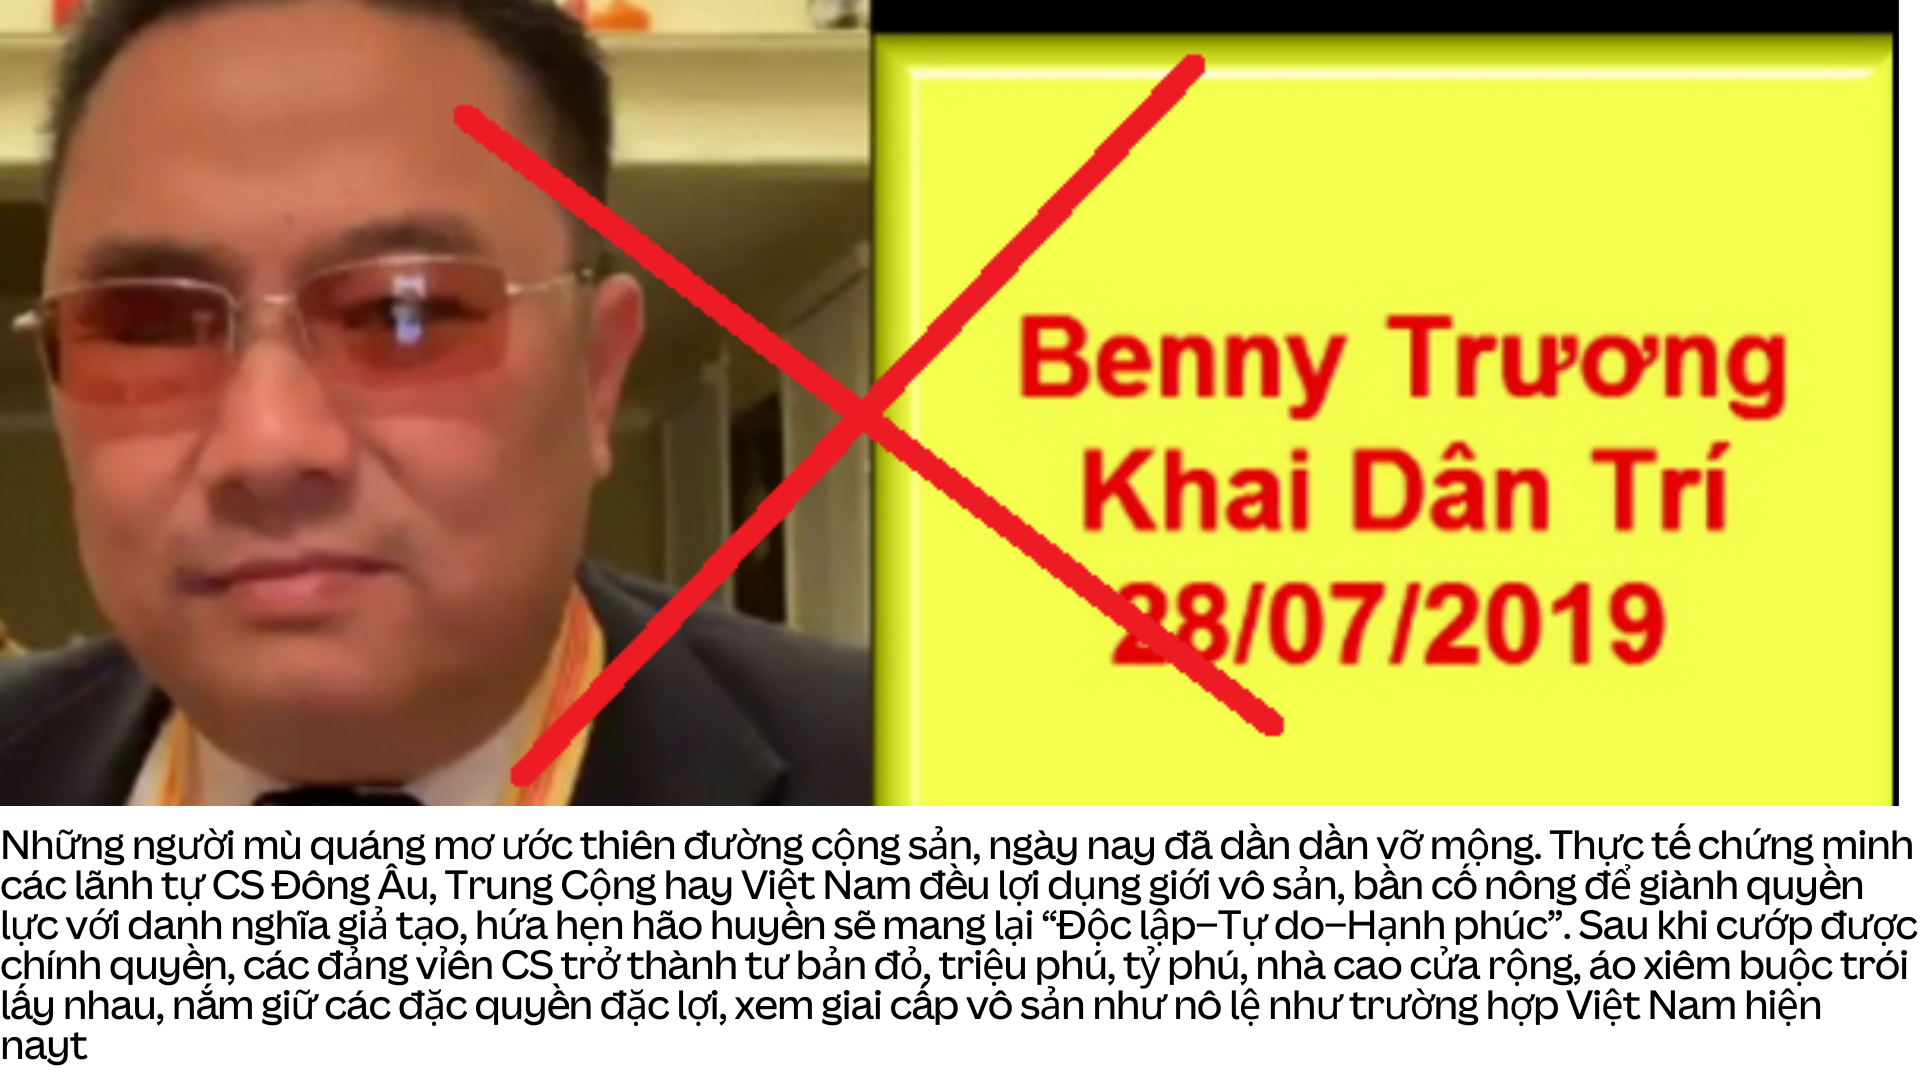 Benny Trương
Khai Dân Trí
28/07/2019
Những người mù quáng mơ ước thiên đường cộng sản, ngày nay đã dần dần vỡ mộng. Thực tế chứng minh
các lãnh tự CS Đông Âu, Trung Cộng hay Việt Nam đều lợi dụng giới vô sản, bần cố nông để giành quyền
lực với danh nghĩa giả tạo, hứa hẹn hão huyền sẽ mang lại “Độc lập–Tự do–Hạnh phúc”. Sau khi cướp được
chính quyền, các đảng viên CS trở thành tư bản đỏ, triệu phú, tỷ phú, nhà cao cửa rộng, áo xiêm buộc trói
lấy nhau, nắm giữ các đặc quyền đặc lợi, xem giai cấp vô sản như nô lệ như trường hợp Việt Nam hiện
nayt